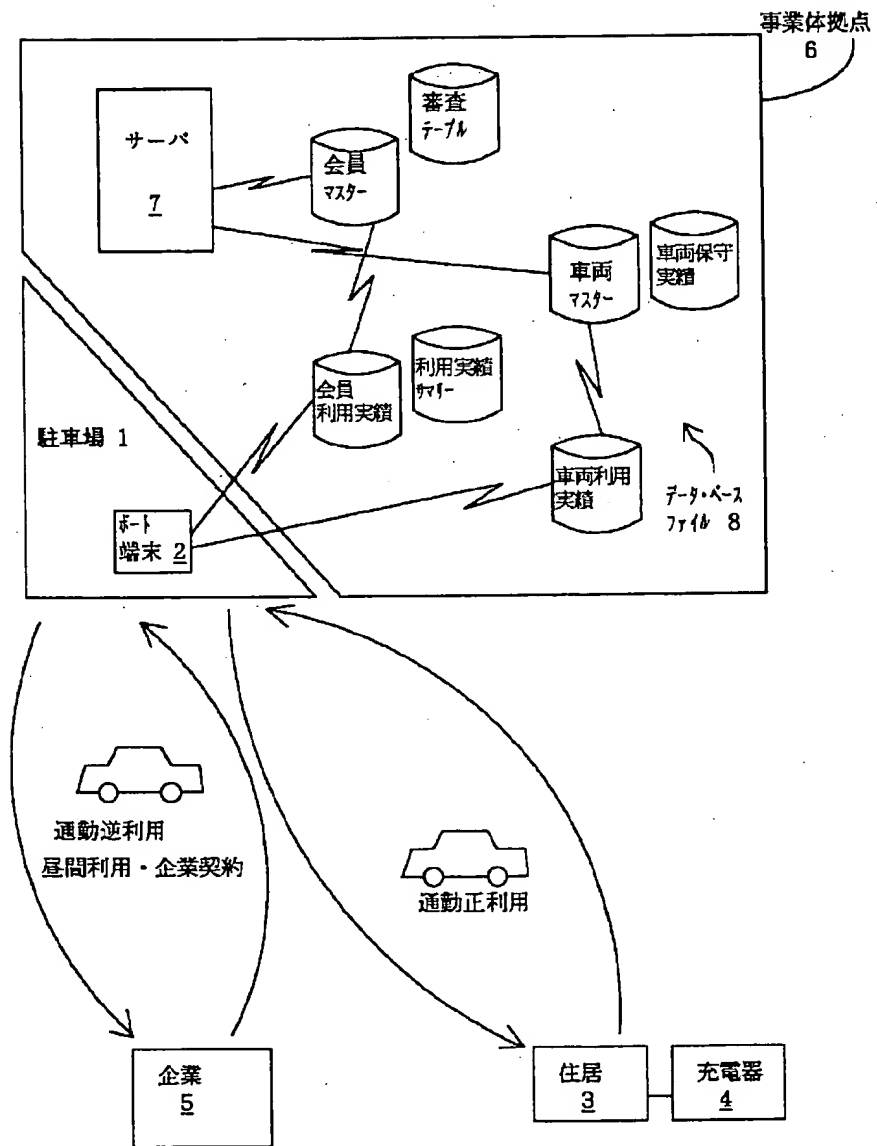 事業体拠点
6
サーバ
7
審査
テーブル
会員
マスター
車両
マスター
車両保守
実績
会員
利用実績
利用実績
サマリー
車両利用
実績
データ・ベース
ファイル 8
駐車場 1
ポート
端末 2
通勤逆利用
昼間利用・企業契約
通勤正利用
企業
5
住居
3
充電器
4